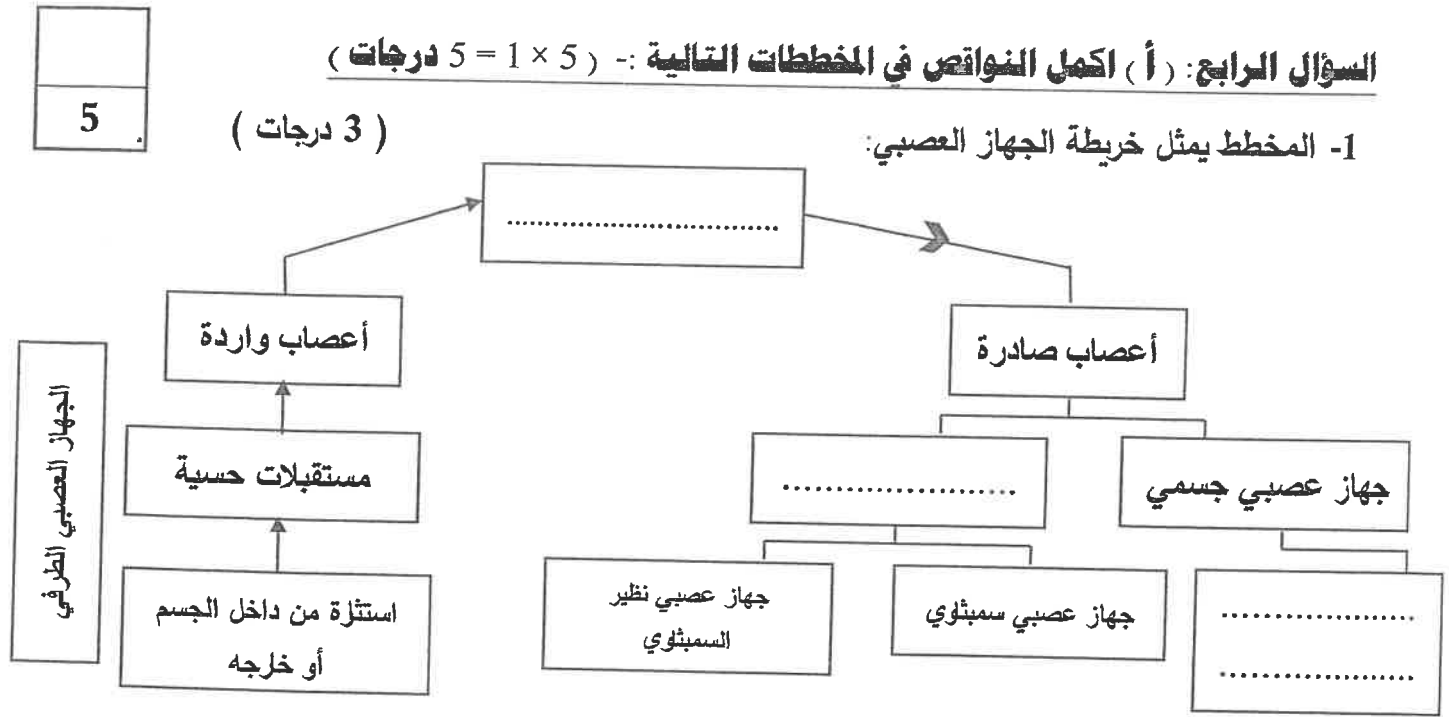 السؤال الرابع: ( أ ) اكمل النواقص في المخططات التالية :- ( 5 × 1 = 5 درجات )
5
1- المخطط يمثل خريطة الجهاز العصبي:
( 3 درجات )
..............................
أعصاب واردة
أعصاب صادرة
الجهاز العصبي الطرفي
مستقبلات حسية
.......................
جهاز عصبي جسمي
استثارة من داخل الجسم
أو خارجه
جهاز عصبي نظير
السمبثاوي
جهاز عصبي سمبثاوي
.....................
.....................